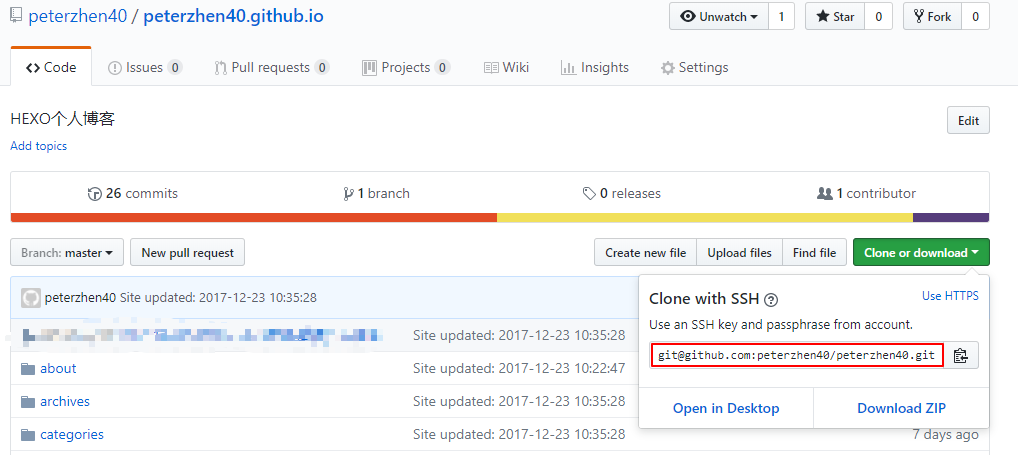 peterzhen40 / peterzhen40.github.io
Unwatch 1 Star 0 Fork 0
Code Issues 0 Pull requests 0 Projects 0 Wiki Insights Settings
HEXO个人博客
Edit
Add topics
26 commits 1 branch 0 releases 1 contributor
Branch: master New pull request Create new file Upload files Find file Clone or download
peterzhen40 Site updated: 2017-12-23 10:35:28
Clone with SSH ? Use HTTPS
Use an SSH key and passphrase from account.
git@github.com:peterzhen40/peterzhen40.git
Open in Desktop Download ZIP
Site updated: 2017-12-23 10:35:28
about Site updated: 2017-12-23 10:22:47
archives Site updated: 2017-12-23 10:35:28
categories Site updated: 2017-12-23 10:35:28 7 days ago